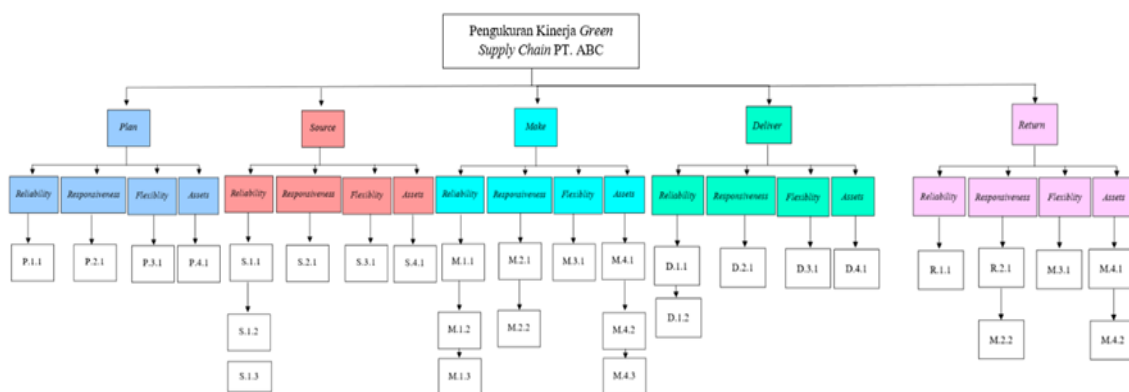 Pengukuran Kinerja Green
Supply Chain PT. ABC
Plan
Source
Make
Deliver
Return
Reliability
Responsiveness
Flexiblity
Assets
Reliability
Responsiveness
Flexiblity
Assets
Reliability
Responsiveness
Flexiblity
Assets
Reliability
Responsiveness
Flexiblity
Assets
Reliability
Responsiveness
Flexiblity
Assets
P.1.1
P.2.1
P.3.1
P.4.1
S.1.1
S.2.1
S.3.1
S.4.1
M.1.1
M.2.1
M.3.1
M.4.1
D.1.1
D.2.1
D.3.1
D.4.1
R.1.1
R.2.1
M.3.1
M.4.1
S.1.2
M.1.2
M.2.2
M.4.2
D.1.2
M.2.2
M.4.2
S.1.3
M.1.3
M.4.3